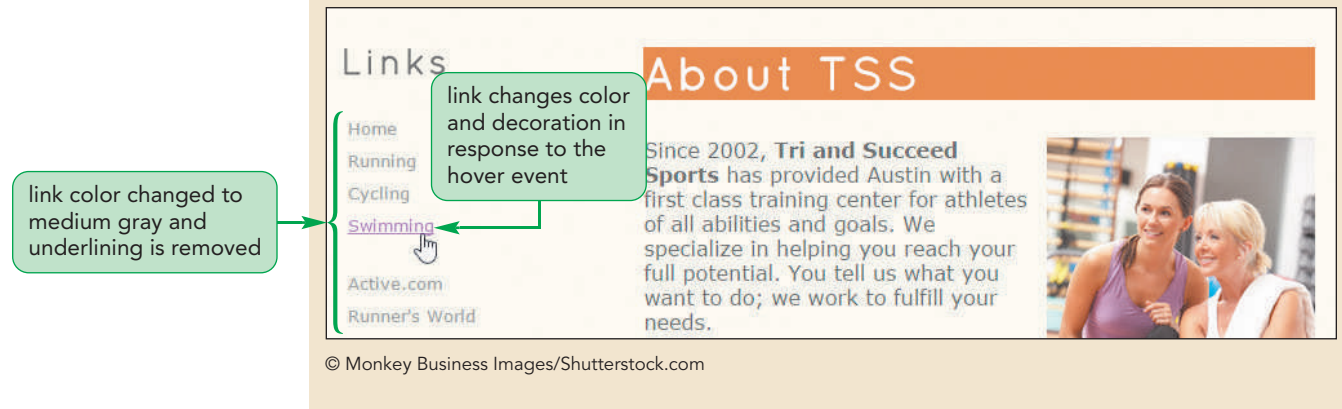 Links
About TSS
link changes color
and decoration in
response to the
hover event
Home
Running
Cycling
Swimming
Active.com
Runner's World
link color changed to
medium gray and
underlining is removed
Since 2002, Tri and Succeed
Sports has provided Austin with a
first class training center for athletes
of all abilities and goals. We
specialize in helping you reach your
full potential. You tell us what you
want to do; we work to fulfill your
needs.
© Monkey Business Images/Shutterstock.com